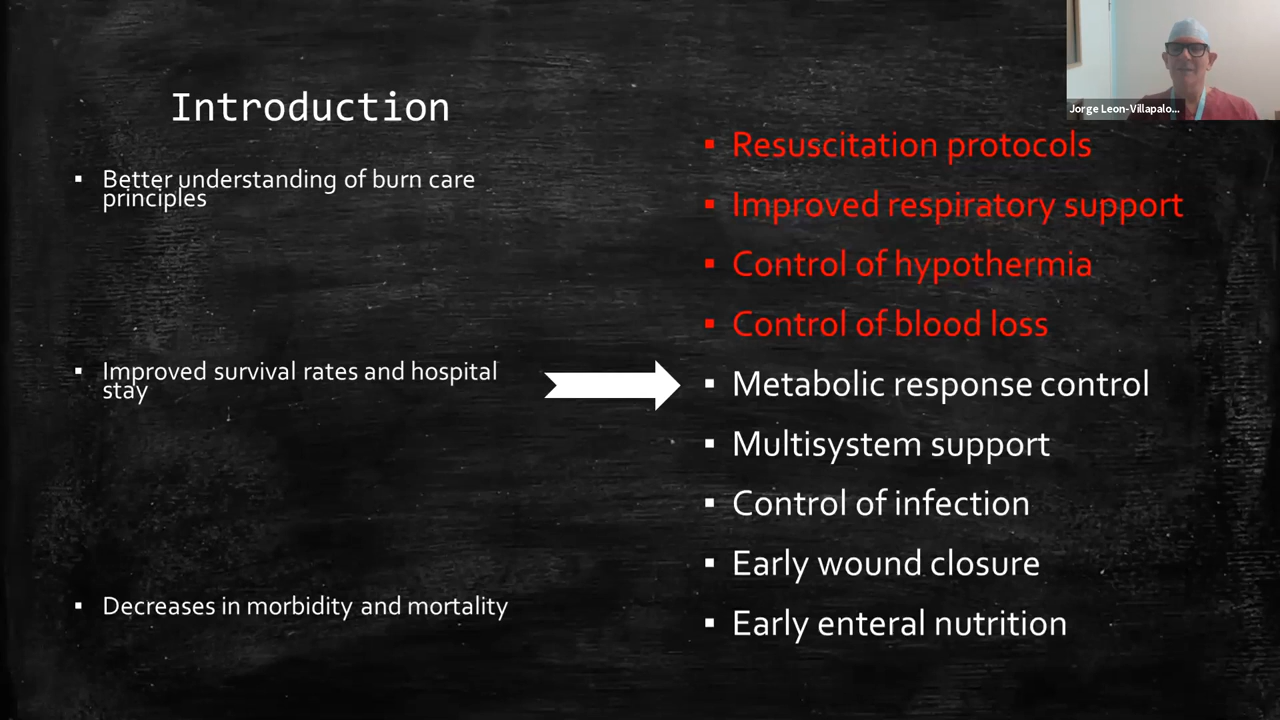 Introduction
▪ Better understanding of burn care
principles
▪ Improved survival rates and hospital
stay
▪ Decreases in morbidity and mortality
Jorge Leon-Villapalo...
▪ Resuscitation protocols
▪ Improved respiratory support
▪ Control of hypothermia
▪ Control of blood loss
▪ Metabolic response control
▪ Multisystem support
▪ Control of infection
▪ Early wound closure
▪ Early enteral nutrition